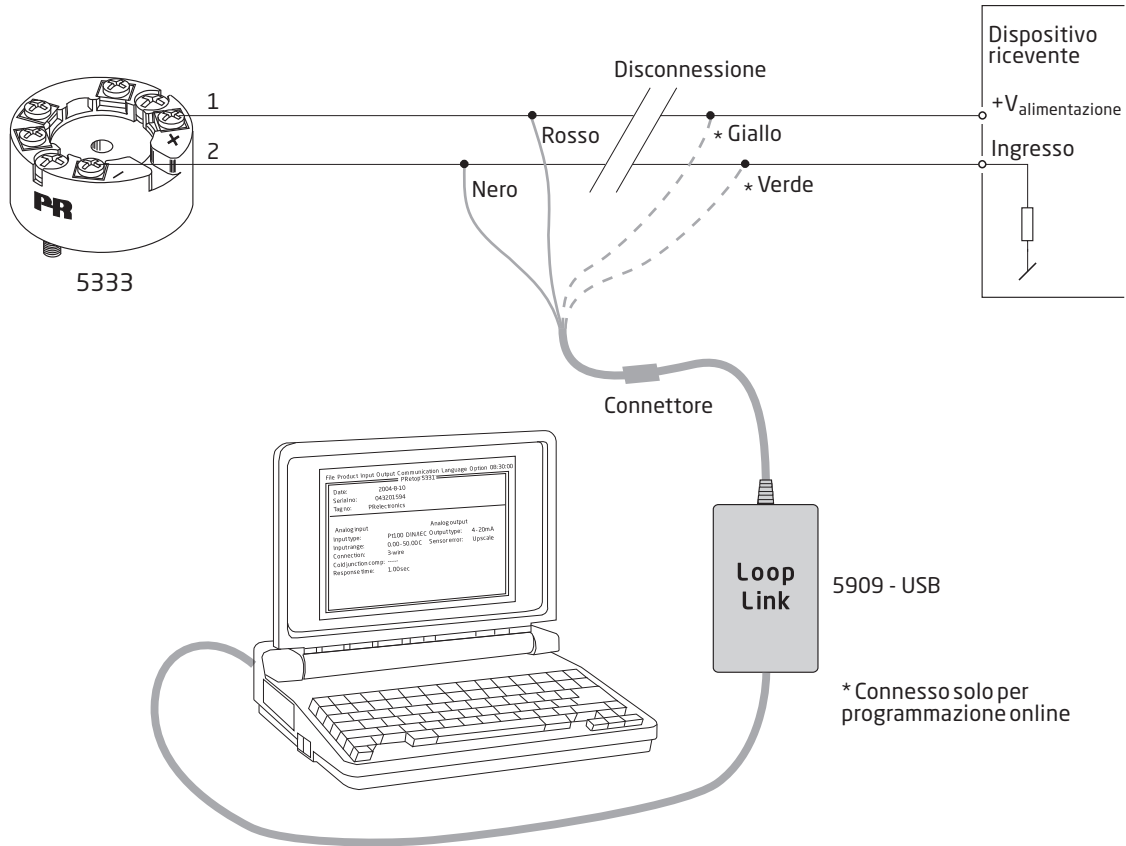 Dispositivo
ricevente
Disconnessione
1
+Valimentazione
Rosso
* Giallo
2
Ingresso
Nero
* Verde
+
-
PR
5333
Connettore
File Product Input Output Communication Language Option 08:30:00
PRetop 5331
Date: 2004-8-10
Serial no: 043201594
Tag no: PRelectronics
Analog input Analog output
Input type: Pt100 DIN/IEC Output type: 4-20mA
Input range: 0.00-50.00C Sensor error: Upscale
Connection: 3-wire
Cold junction comp: -----
Response time: 1.00 sec
Loop
Link
5909 - USB
* Connesso solo per
programmazione online